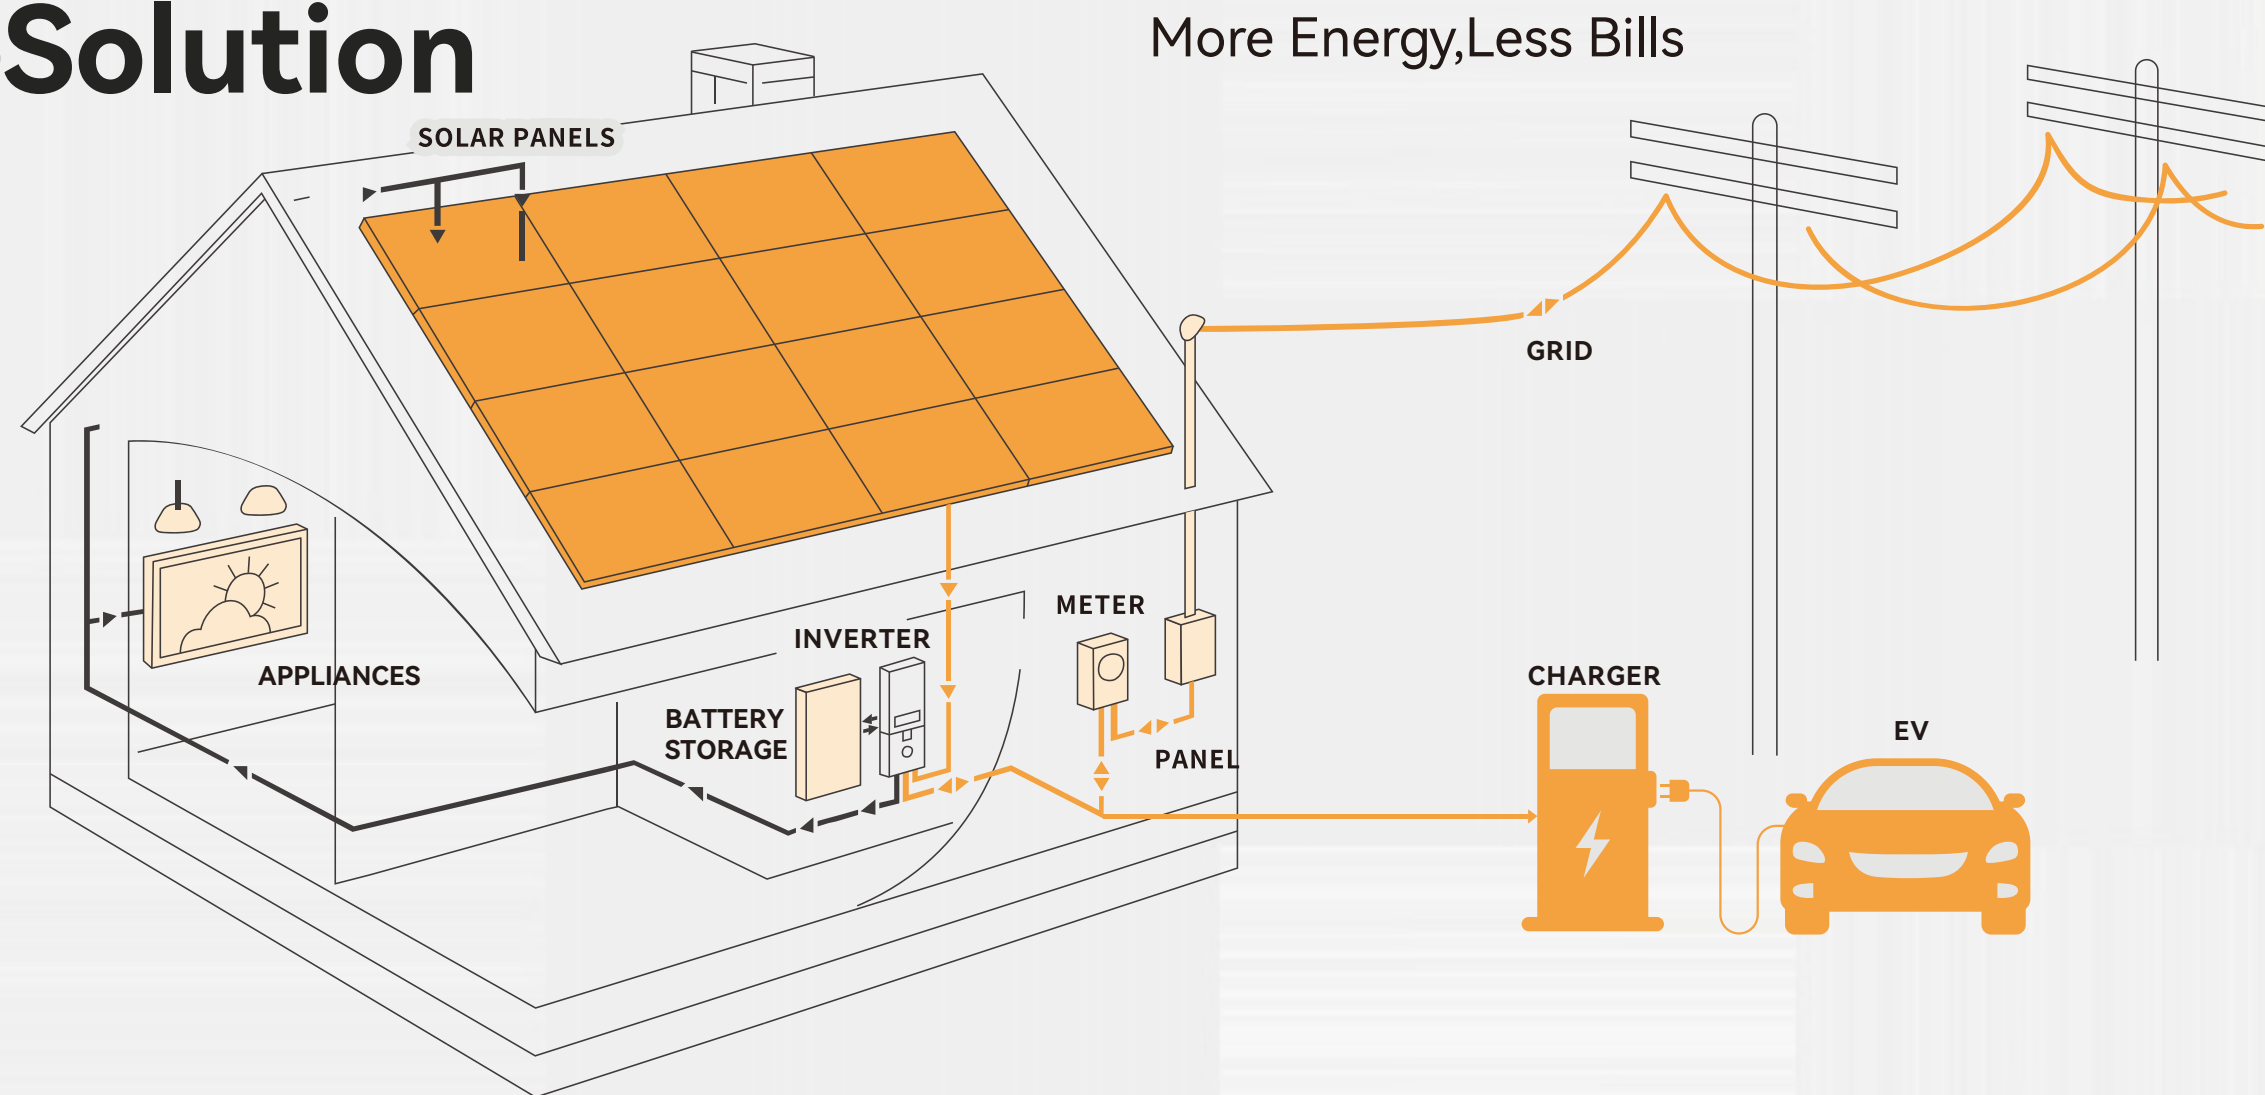 Solution
More Energy,Less Bills
SOLAR PANELS
GRID
METER
INVERTER
APPLIANCES
CHARGER
BATTERY
STORAGE
EV
PANEL